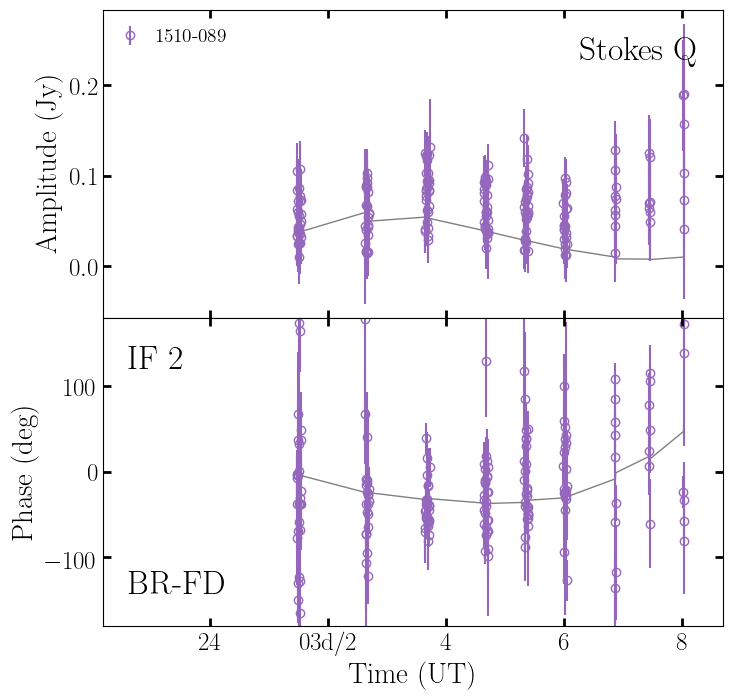 1510-089
Stokes Q
Amplitude (Jy)
0.2
0.1
0.0
IF 2
BR-FD
Phase (deg)
100
0
−100
24 03d/2 4 6 8
Time (UT)